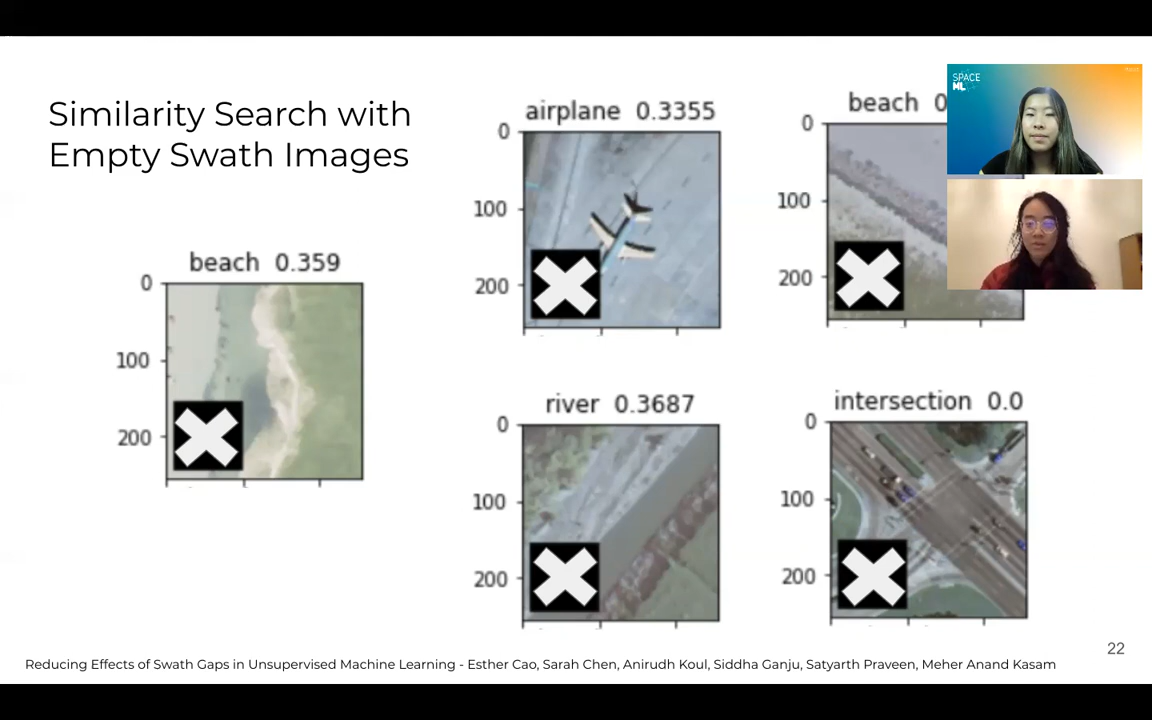 Similarity Search with
Empty Swath Images
airplane 0.3355
0
100
200
beach 0
0
100
200
SPACE
ML
beach 0.359
0
100
200
river 0.3687
0
100
200
intersection 0.0
0
100
200
22
Reducing Effects of Swath Gaps in Unsupervised Machine Learning - Esther Cao, Sarah Chen, Anirudh Koul, Siddha Ganju, Satyarth Praveen, Meher Anand Kasam